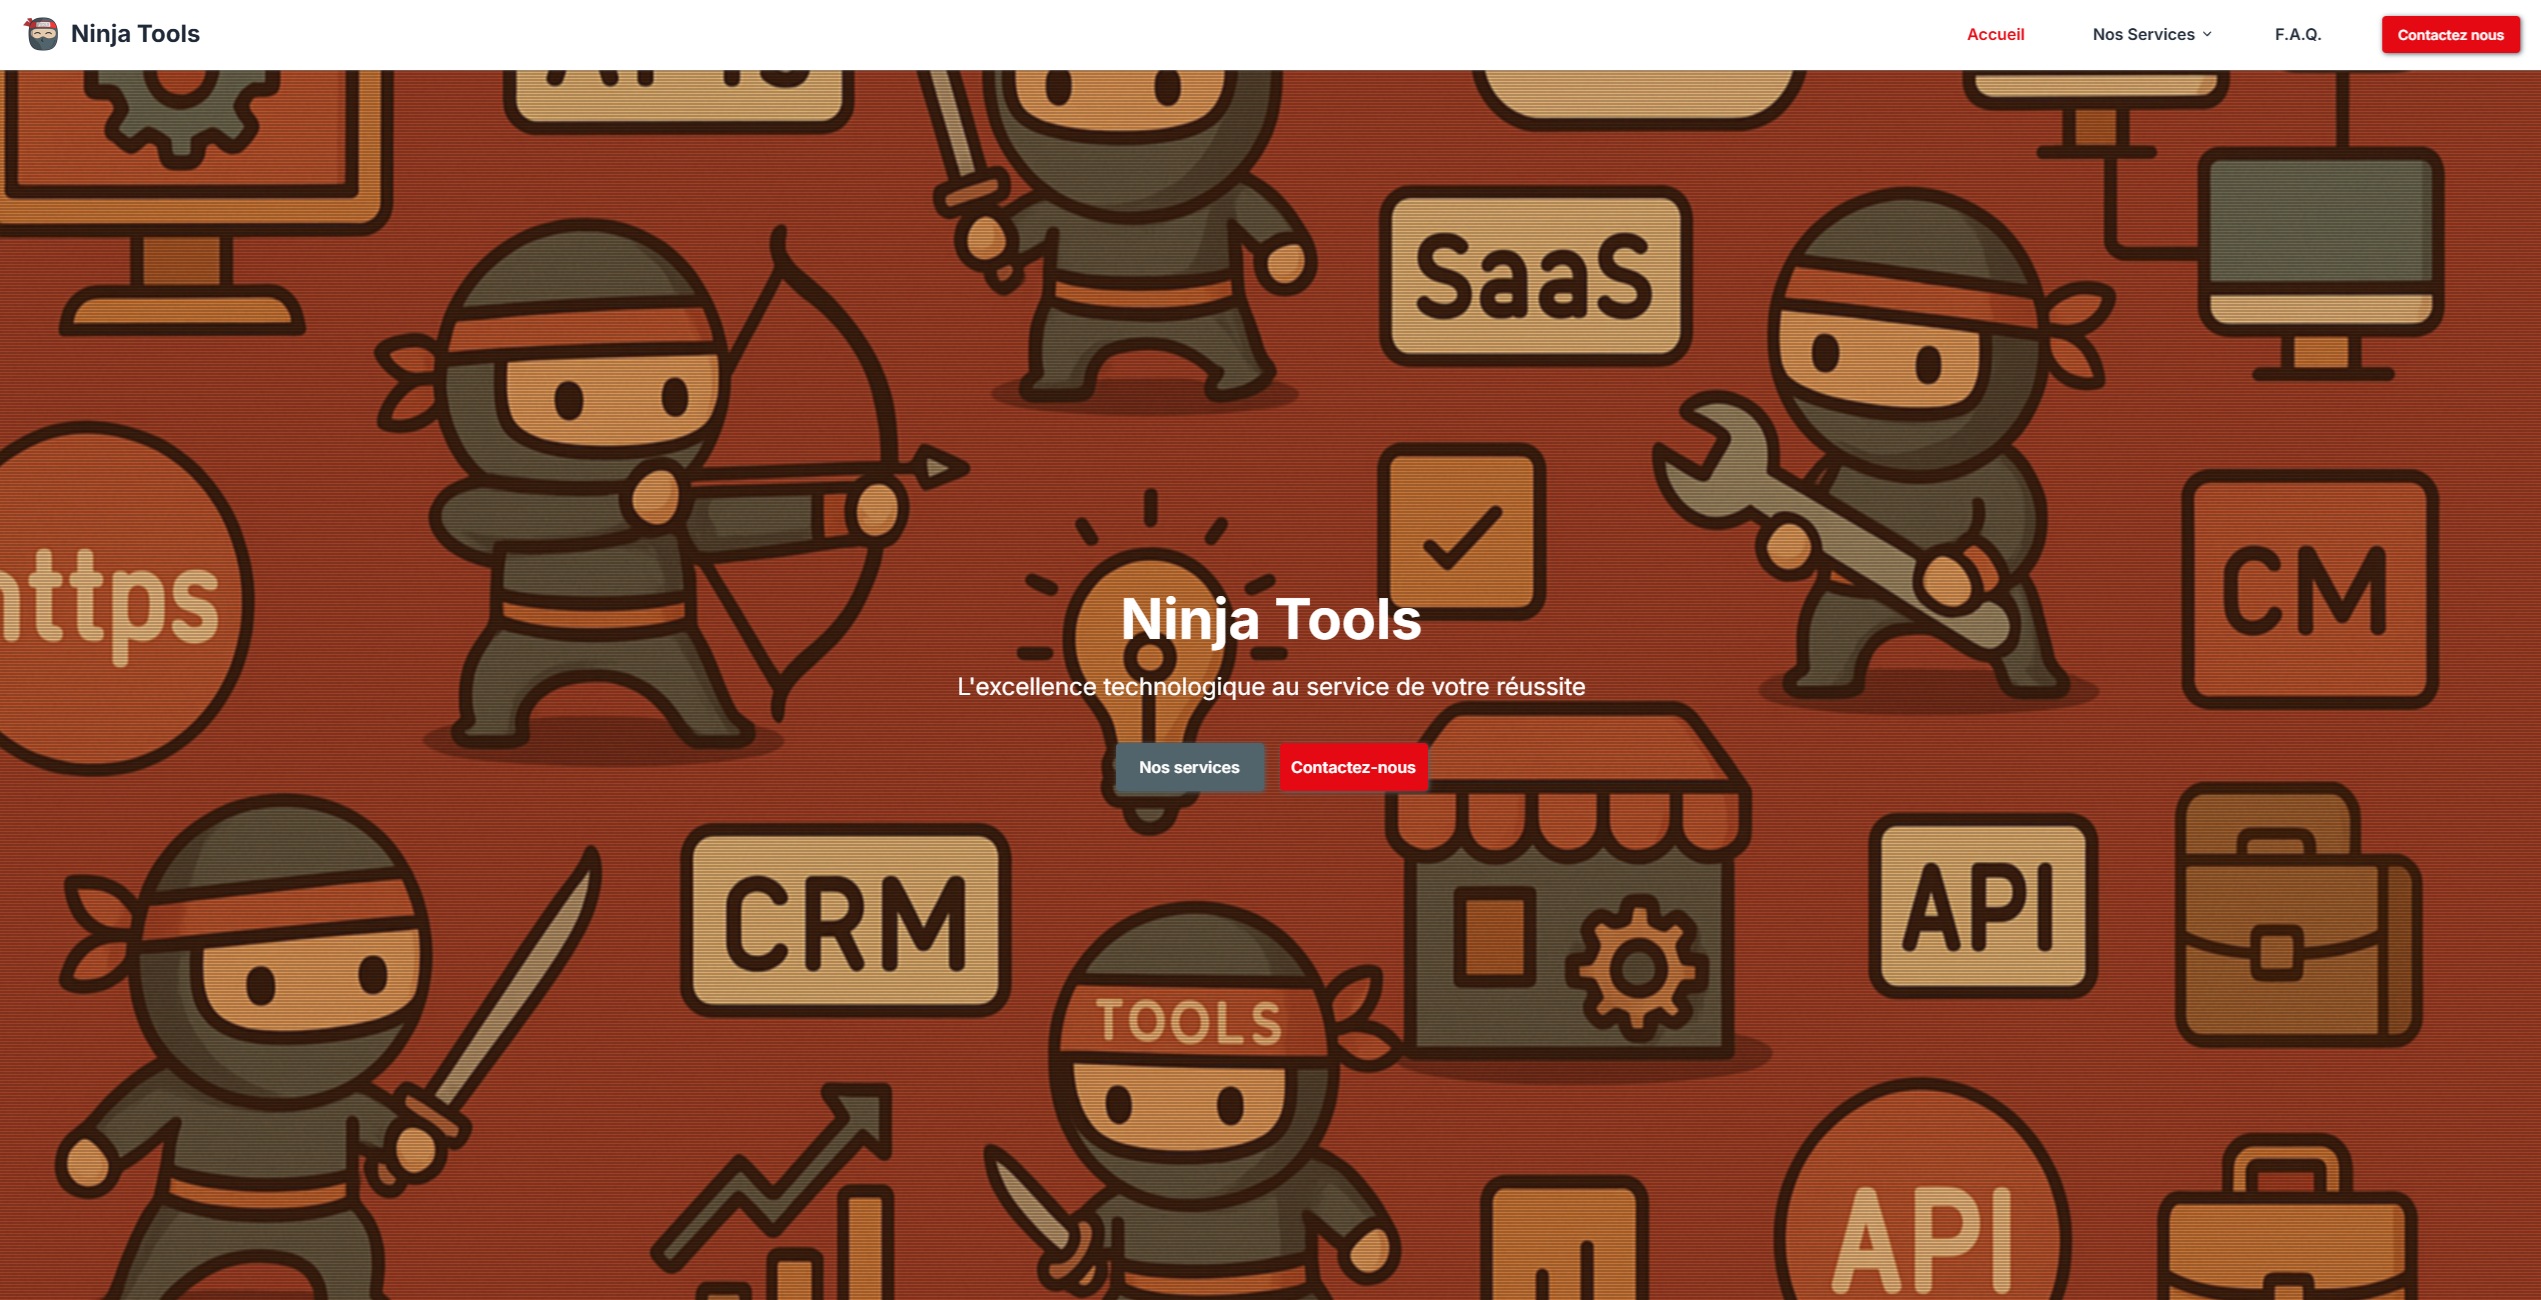 Ninja Tools
Accueil
Nos Services
F.A.Q.
Contactez nous
SaaS
https
CM
Ninja Tools
L'excellence technologique au service de votre réussite
Nos services
Contactez-nous
CRM
API
TOOLS
API